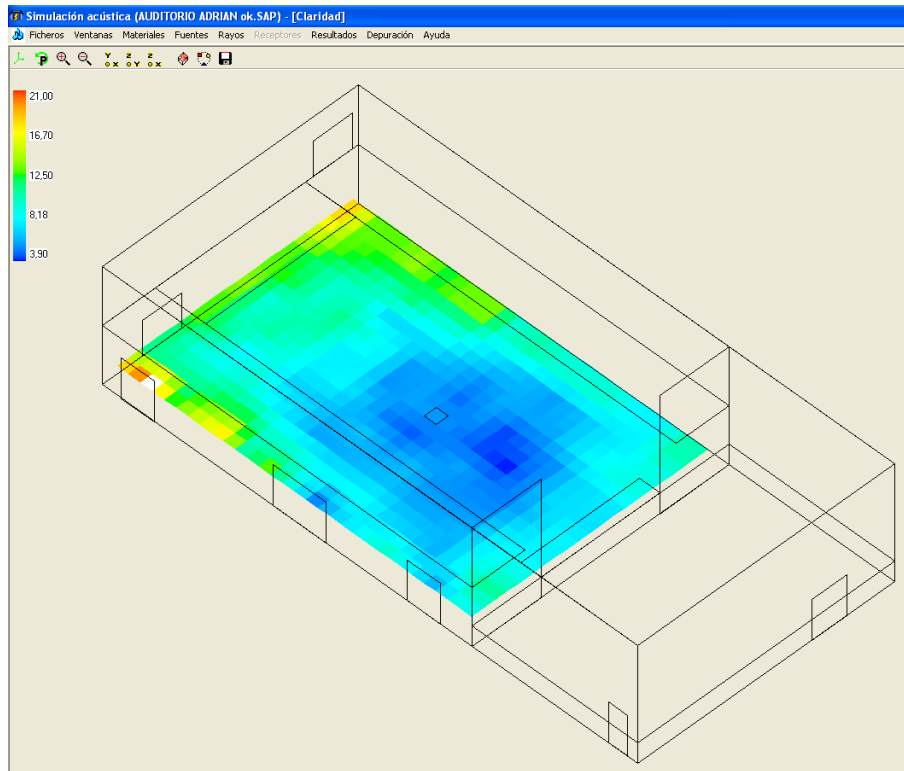 Simulación acústica (AUDITORIO ADRIAN ok.SAP) - [Claridad]
Ficheros Ventanas Materiales Fuentes Rayos Receptores Resultados Depuración Ayuda
P Y X Z Y Z X
21,00
16,70
12,50
8,18
3,90